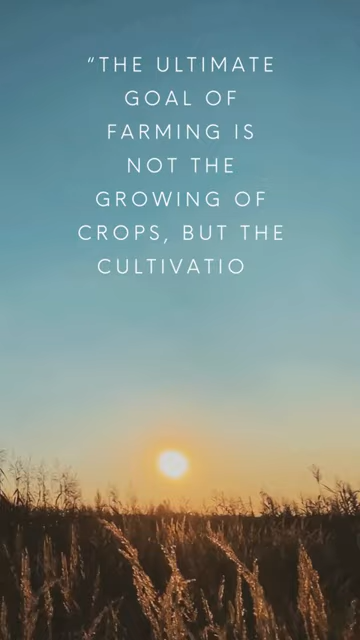 “THE ULTIMATE
GOAL OF
FARMING IS
NOT THE
GROWING OF
CROPS, BUT THE
CULTIVATIO